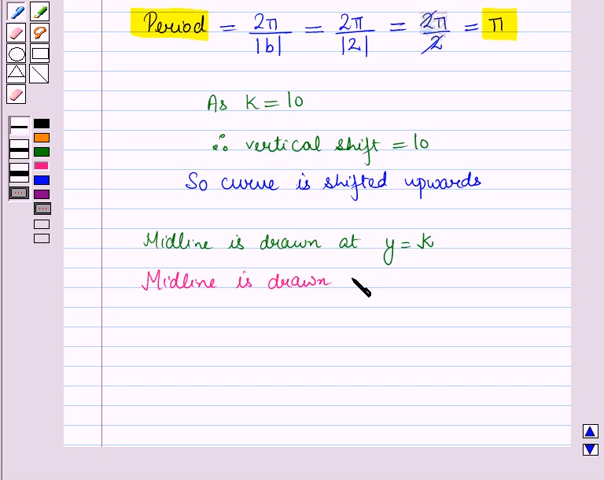 Period = 2π/|b| = 2π/|2| = 2π/2 = π
As K = 10
∴ vertical shift = 10
So curve is shifted upwards
Midline is drawn at y = k
Midline is drawn